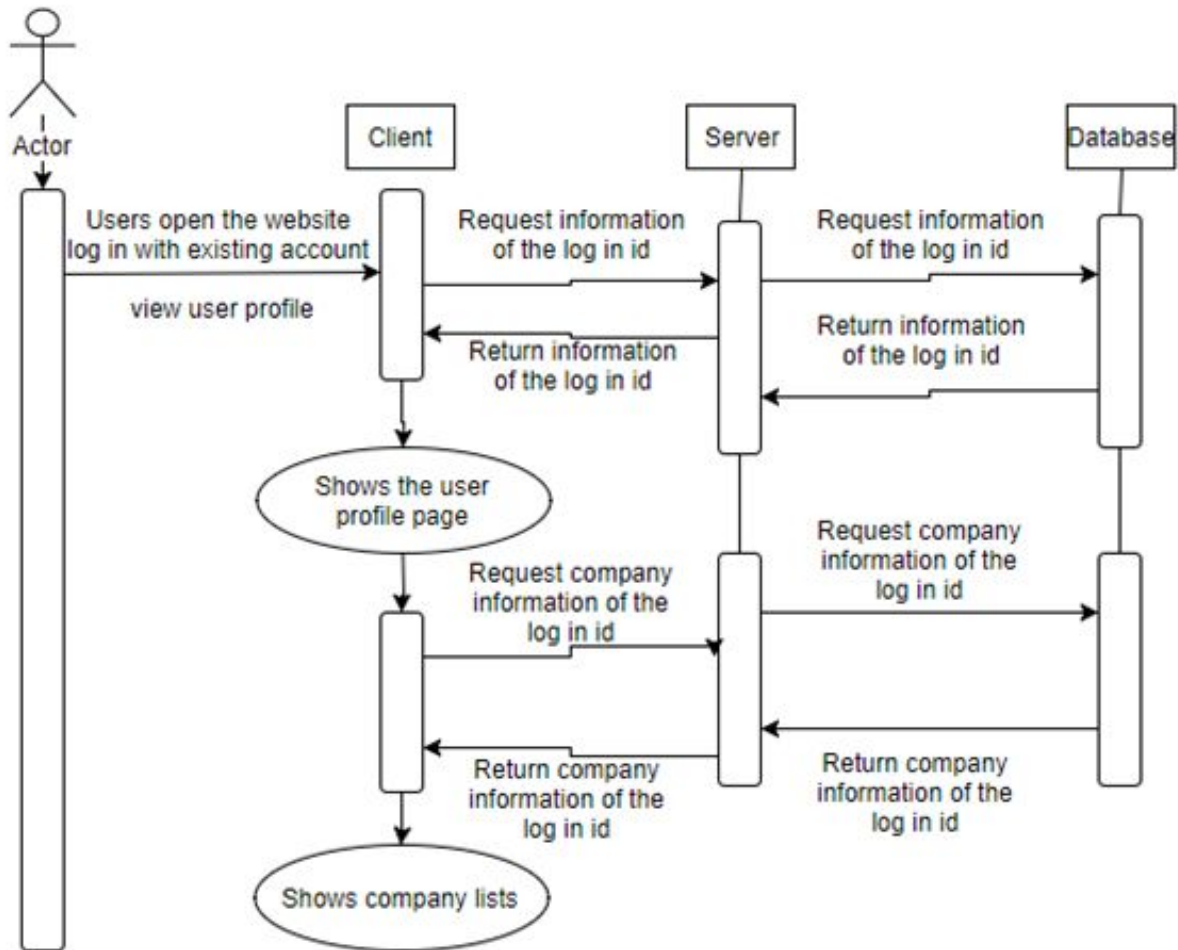 Actor
Client
Server
Database
Users open the website
log in with existing account
view user profile
Request information
of the log in id
Request information
of the log in id
Return information
of the log in id
Return information
of the log in id
Shows the user
profile page
Request company
information of the
log in id
Request company
information of the
log in id
Return company
information of the
log in id
Return company
information of the
log in id
Shows company lists